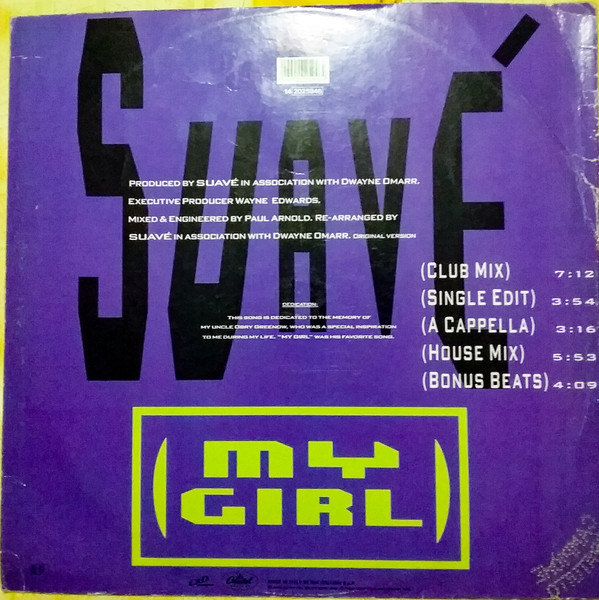 SUAVÉ
PRODUCED BY SUAVÉ IN ASSOCIATION WITH DWAYNE OMARR.
EXECUTIVE PRODUCER WAYNE EDWARDS.
MIXED & ENGINEERED BY PAUL ARNOLD. RE-ARRANGED BY
SUAVÉ IN ASSOCIATION WITH DWAYNE OMARR. ORIGINAL VERSION
(CLUB MIX) 7:12
(SINGLE EDIT) 3:54
(A CAPPELLA) 3:16
(HOUSE MIX) 5:53
(BONUS BEATS) 4:09
DEDICATION:
THIS SONG IS DEDICATED TO THE MEMORY OF
MY UNCLE OBRY GREENOW, WHO WAS A SPECIAL INSPIRATION
TO ME DURING MY LIFE. "MY GIRL" WAS HIS FAVORITE SONG.
(MY
GIRL)
Capitol